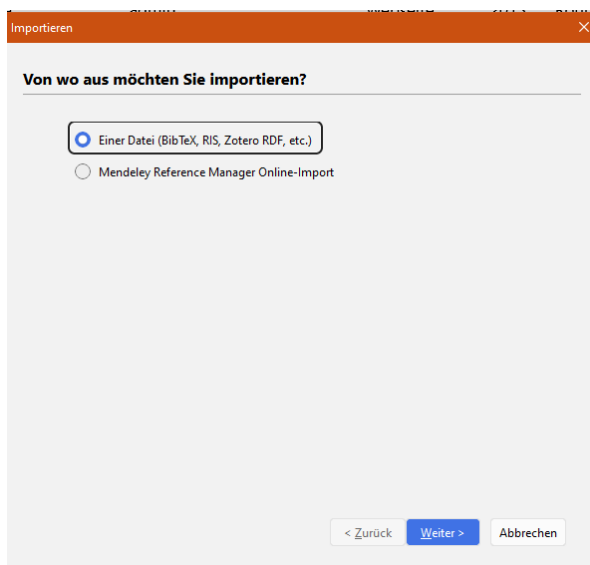 Importieren
Von wo aus möchten Sie importieren?
Einer Datei (BibTeX, RIS, Zotero RDF, etc.)
Mendeley Reference Manager Online-Import
< Zurück Weiter > Abbrechen